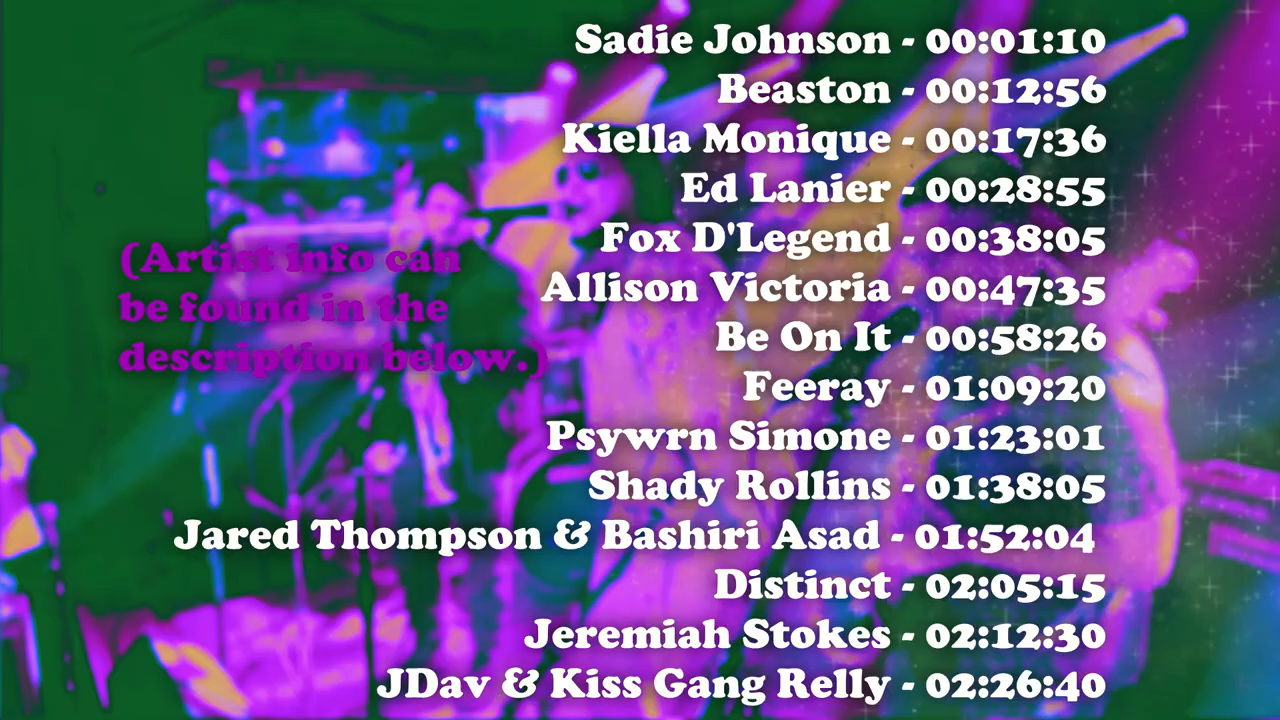 Sadie Johnson - 00:01:10
Beaston - 00:12:56
Kiella Monique - 00:17:36
Ed Lanier - 00:28:55
Fox D'Legend - 00:38:05
(Artist info can
be found in the
description below.)
Allison Victoria - 00:47:35
Be On It - 00:58:26
Feeray - 01:09:20
Psywrn Simone - 01:23:01
Shady Rollins - 01:38:05
Jared Thompson & Bashiri Asad - 01:52:04
Distinct - 02:05:15
Jeremiah Stokes - 02:12:30
JDav & Kiss Gang Relly - 02:26:40